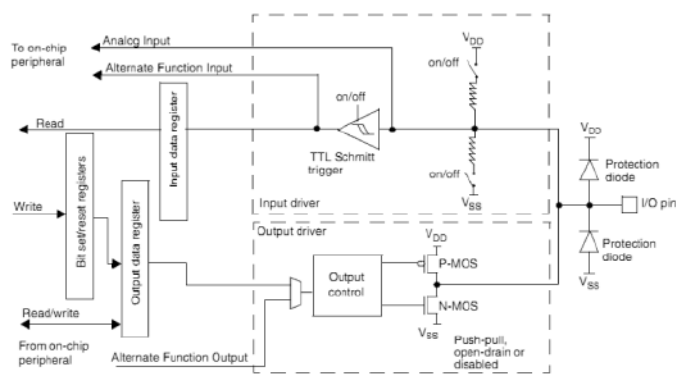 Analog Input
To on-chip
peripheral
Alternate Function Input
on/off
Read
Input data register
TTL Schmitt
trigger
VDD
on/off
on/off
VSS
Input driver
VDD
Protection
diode
I/O pin
Protection
diode
VSS
Write
Bit set/reset registers
Output data register
Read/write
From on-chip
peripheral
Alternate Function Output
Output driver
Output
control
VDD
P-MOS
N-MOS
VSS
Push-pull,
open-drain or
disabled